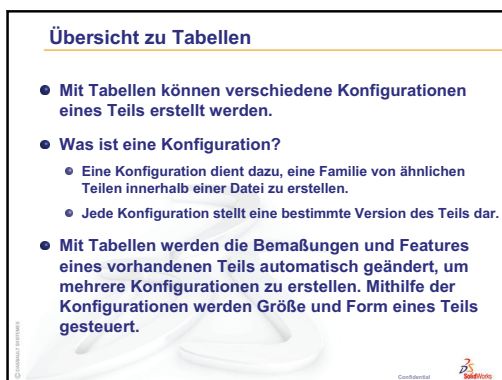 Übersicht zu Tabellen
Mit Tabellen können verschiedene Konfigurationen
eines Teils erstellt werden.
Was ist eine Konfiguration?
Eine Konfiguration dient dazu, eine Familie von ähnlichen
Teilen innerhalb einer Datei zu erstellen.
Jede Konfiguration stellt eine bestimmte Version des Teils dar.
Mit Tabellen werden die Bemaßungen und Features
eines vorhandenen Teils automatisch geändert, um
mehrere Konfigurationen zu erstellen. Mithilfe der
Konfigurationen werden Größe und Form eines Teils
gesteuert.
© DASSAULT SYSTEMES
Confidential
SolidWorks